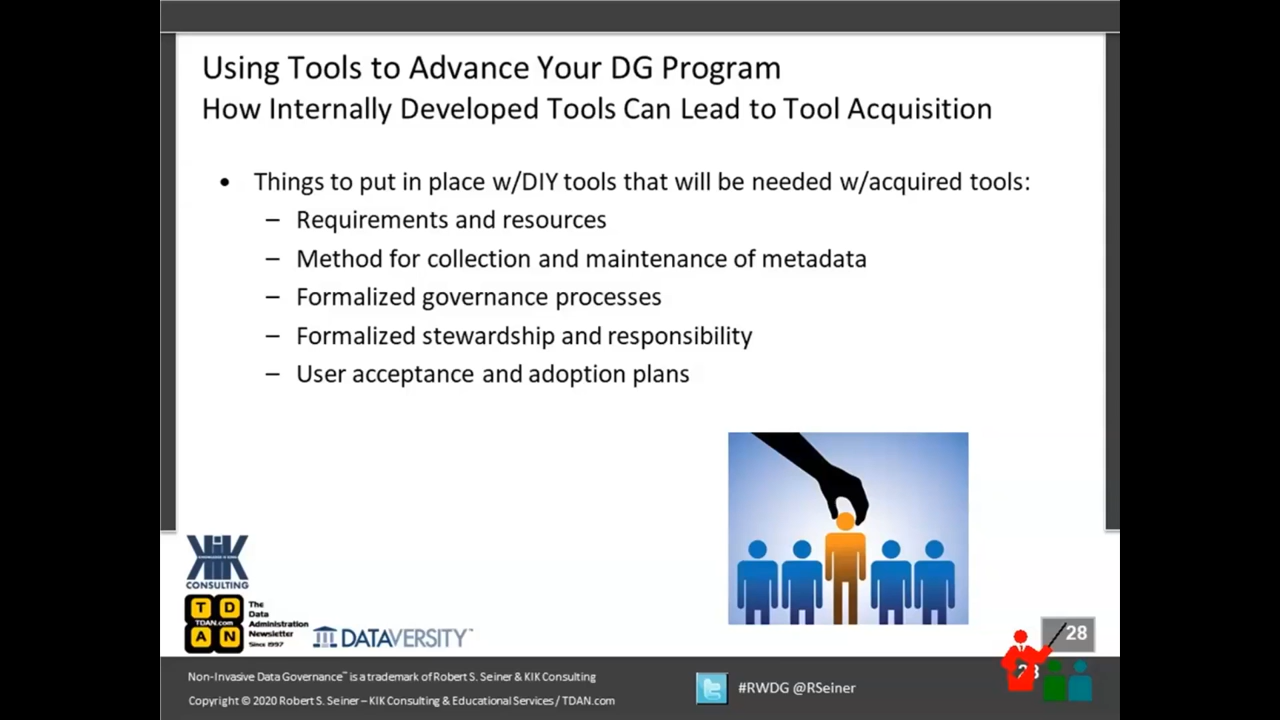 Using Tools to Advance Your DG Program
How Internally Developed Tools Can Lead to Tool Acquisition
• Things to put in place w/DIY tools that will be needed w/acquired tools:
– Requirements and resources
– Method for collection and maintenance of metadata
– Formalized governance processes
– Formalized stewardship and responsibility
– User acceptance and adoption plans
KiK
CONSULTING
T D
TDAN.com
A N
The
Data
Administration
Newsletter
Since 1997
DATAVERSITY™
28
Non-Invasive Data Governance™ is a trademark of Robert S. Seiner & KIK Consulting
#RWDG @RSeiner
Copyright © 2020 Robert S. Seiner – KIK Consulting & Educational Services / TDAN.com